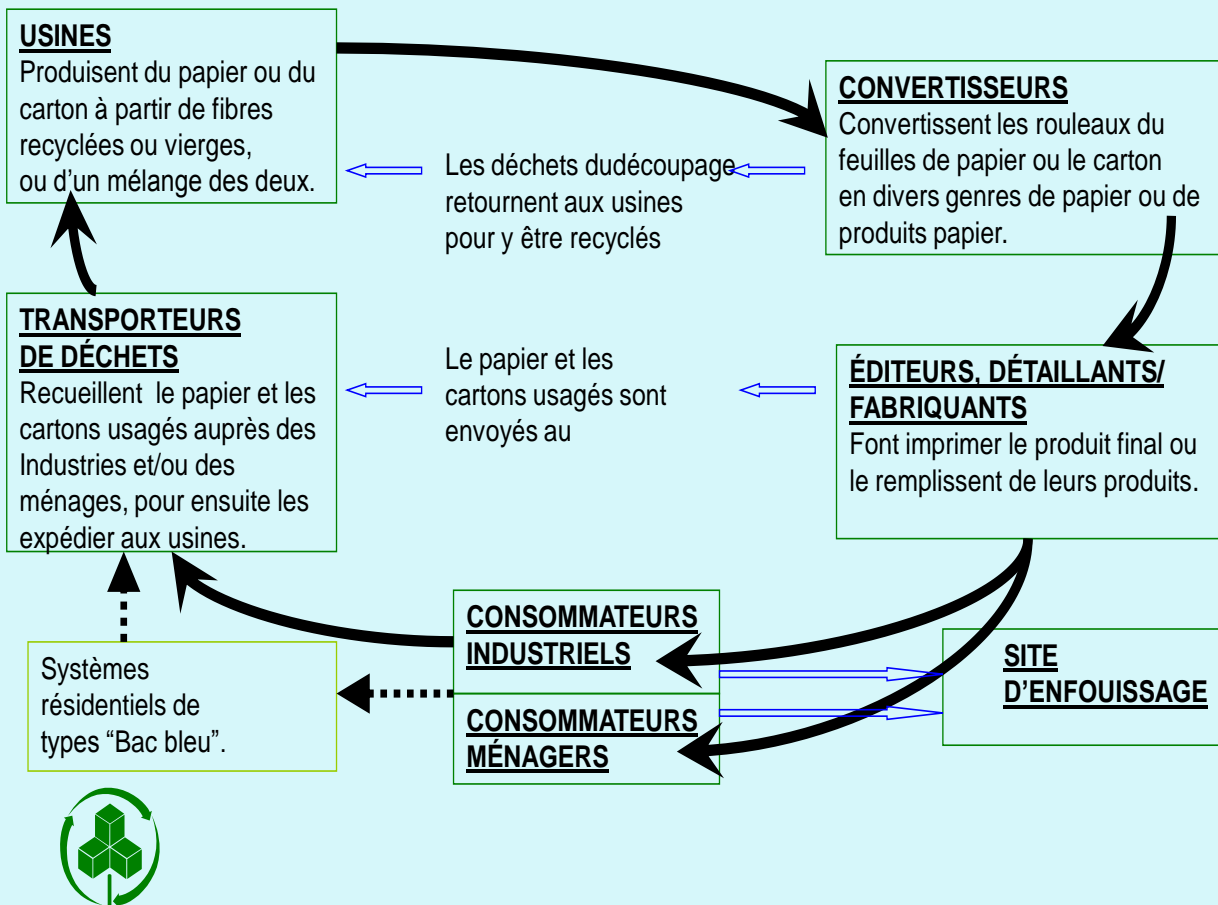 USINES
Produisent du papier ou du
carton à partir de fibres
recyclées ou vierges,
ou d'un mélange des deux.
CONVERTISSEURS
Convertissent les rouleaux du
feuilles de papier ou le carton
en divers genres de papier ou de
produits papier.
Les déchets dudécoupage
retournent aux usines
pour y être recyclés
TRANSPORTEURS
DE DÉCHETS
Recueillent le papier et les
cartons usagés auprès des
Industries et/ou des
ménages, pour ensuite les
expédier aux usines.
Le papier et les
cartons usagés sont
envoyés au
ÉDITEURS, DÉTAILLANTS/
FABRIQUANTS
Font imprimer le produit final ou
le remplissent de leurs produits.
CONSOMMATEURS
INDUSTRIELS
CONSOMMATEURS
MÉNAGERS
SITE
D'ENFOUISSAGE
Systèmes
résidentiels de
types “Bac bleu”.